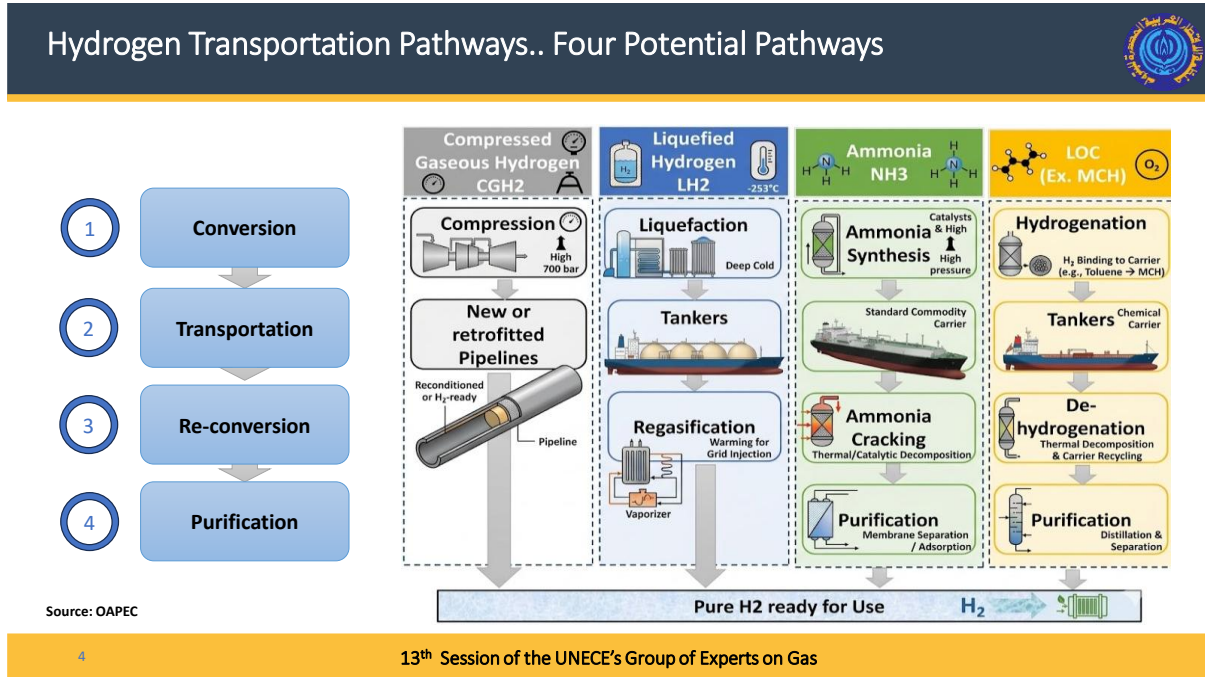 Hydrogen Transportation Pathways.. Four Potential Pathways
1
Conversion
2
Transportation
3
Re-conversion
4
Purification
Source: OAPEC
Compressed
Gaseous Hydrogen
CGH2
Compression
High
700 bar
New or
retrofitted
Pipelines
Reconditioned
or H₂-ready
Pipeline
Liquefied
Hydrogen
LH2
H₂
-253°C
Liquefaction
Deep Cold
Tankers
Regasification
Warming for
Grid Injection
Vaporizer
Ammonia
NH3
H
N
H
H
H
H
N
H
Ammonia
Synthesis
Catalysts
& High
High
pressure
Standard Commodity
Carrier
Ammonia
Cracking
Thermal/Catalytic Decomposition
Purification
Membrane Separation
/ Adsorption
LOC
(Ex. MCH)
O₂
Hydrogenation
H₂ Binding to Carrier
(e.g., Toluene → MCH)
Tankers
Chemical
Carrier
De-
hydrogenation
Thermal Decomposition
& Carrier Recycling
Purification
Distillation &
Separation
Pure H2 ready for Use
H₂
4
13th Session of the UNECE's Group of Experts on Gas